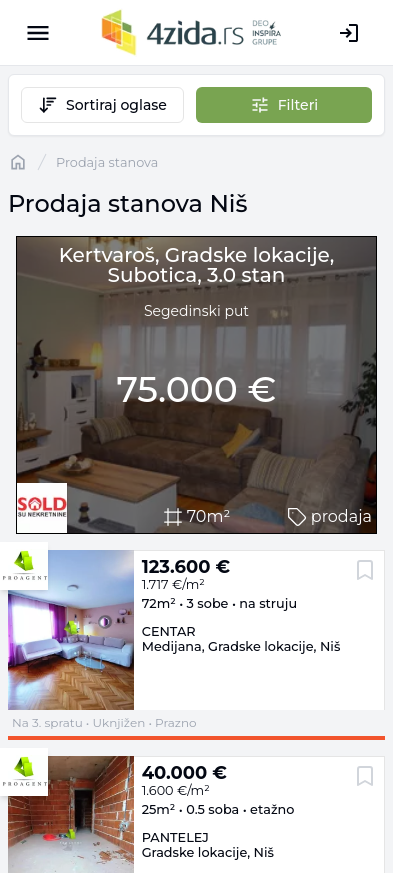 4zida.rs
DEO
INSPIRA
GRUPE
Sortiraj oglase
Filteri
/ Prodaja stanova
Prodaja stanova Niš
Kertvaroš, Gradske lokacije,
Subotica, 3.0 stan
Segedinski put
75.000 €
SOLD
SU NEKRETNINE
70m²
prodaja
PROAGENT
123.600 €
1.717 €/m²
72m² • 3 sobe • na struju
CENTAR
Medijana, Gradske lokacije, Niš
Na 3. spratu • Uknjižen • Prazno
PROAGENT
40.000 €
1.600 €/m²
25m² • 0.5 soba • etažno
PANTELEJ
Gradske lokacije, Niš